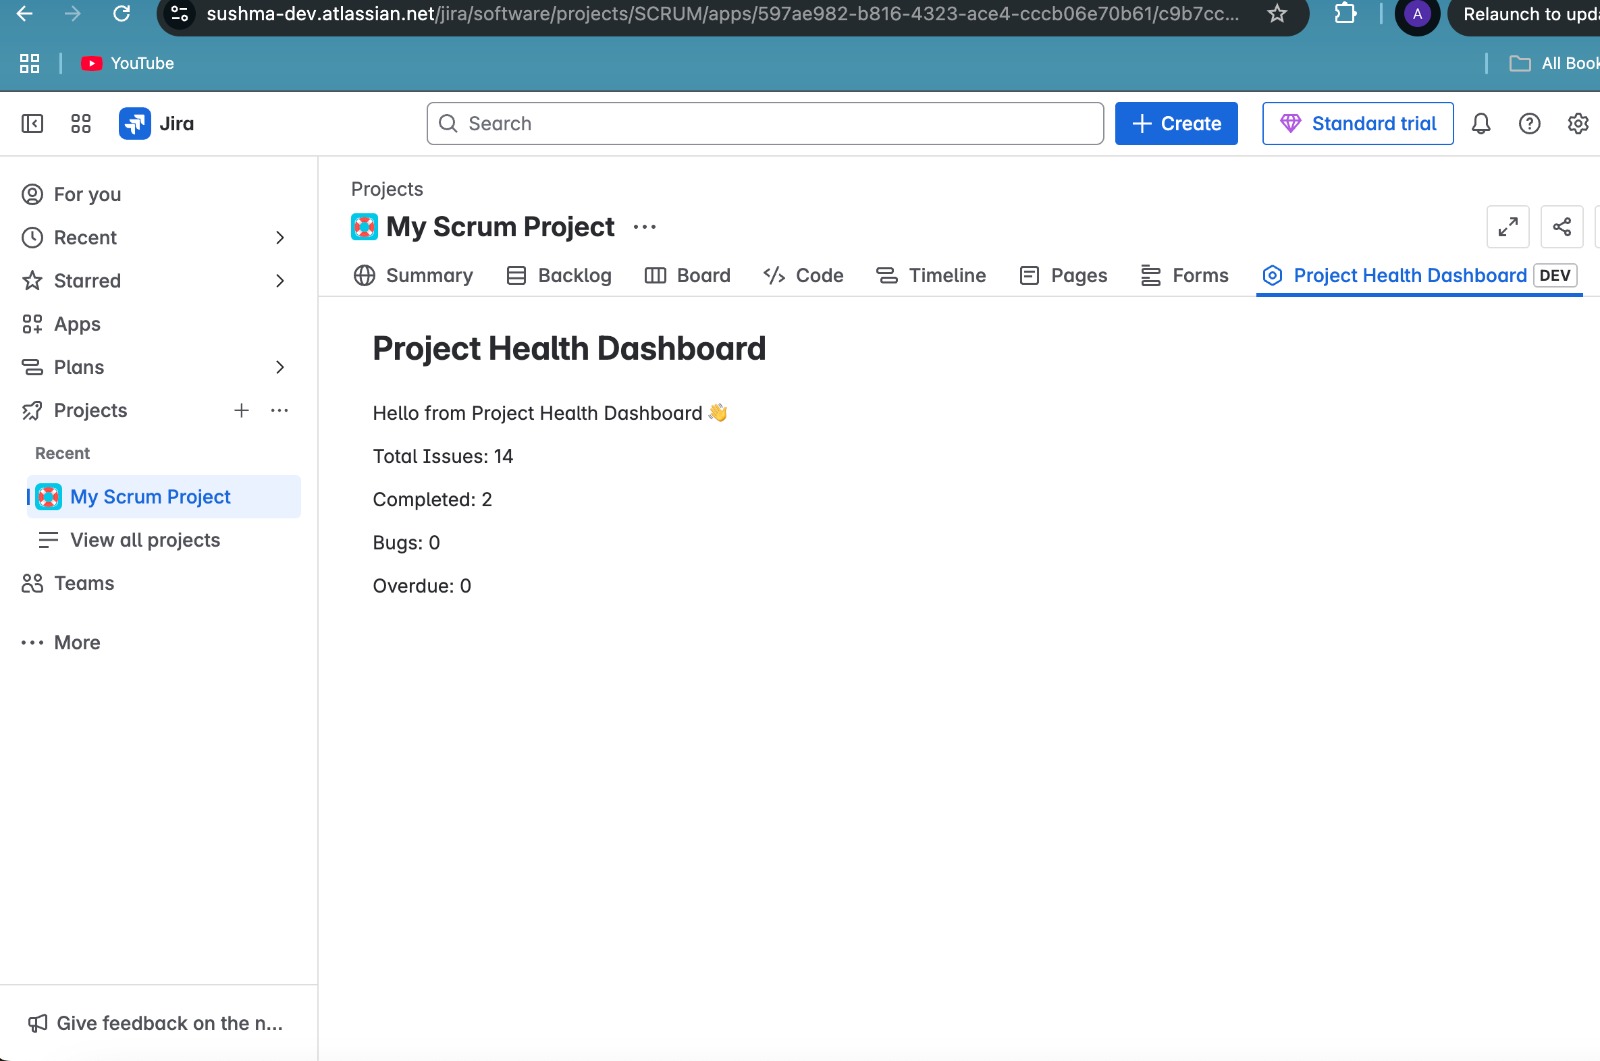 sushma-dev.atlassian.net/jira/software/projects/SCRUM/apps/597ae982-b816-4323-ace4-cccb06e70b61/c9b7cc...
A
Relaunch to upda
YouTube
All Book
Jira
Search
Create
Standard trial
For you
Recent
Starred
Apps
Plans
Projects
Recent
My Scrum Project
View all projects
Teams
More
Give feedback on the n...
Projects
My Scrum Project
Summary
Backlog
Board
Code
Timeline
Pages
Forms
Project Health Dashboard DEV
Project Health Dashboard
Hello from Project Health Dashboard 👋
Total Issues: 14
Completed: 2
Bugs: 0
Overdue: 0